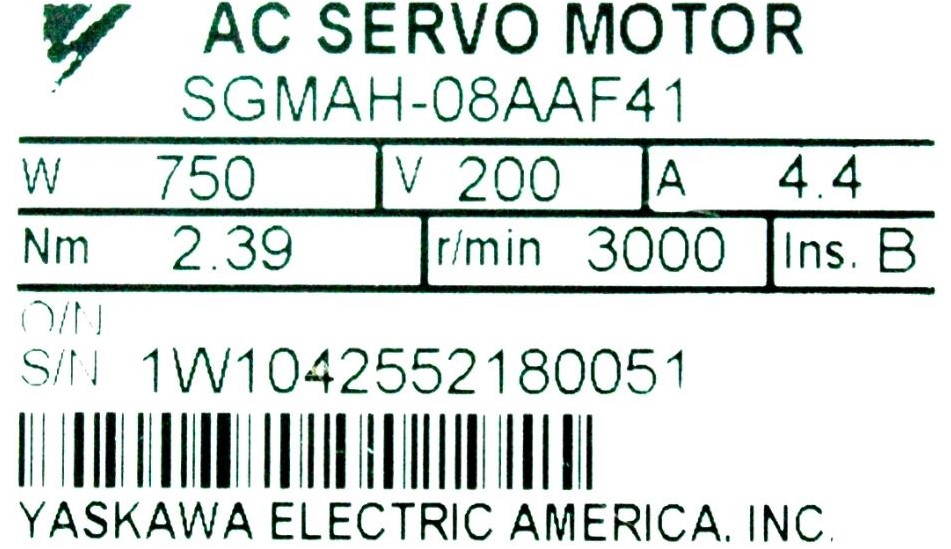 AC SERVO MOTOR
SGMAH-08AAF41
W 750 V 200 A 4.4
Nm 2.39 r/min 3000 Ins. B
O/N
S/N 1W1042552180051
YASKAWA ELECTRIC AMERICA, INC.